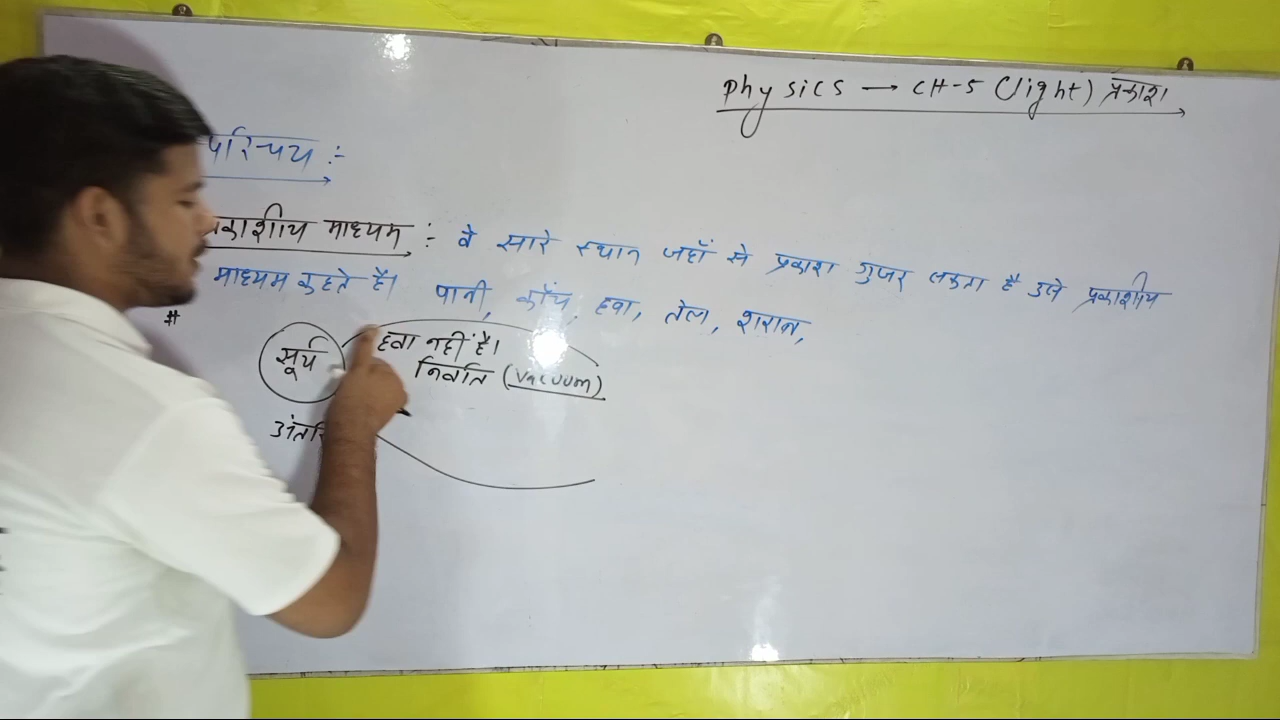 Physics → CH-5 (light) प्रकाश
परिचय :-
काशीय माध्यम :- वे सारे स्थान जहाँ से प्रकाश गुजर सकता है उसे प्रकाशीय
माध्यम कहते है। पानी, काँच, हवा, तेल, शराब,
#
सूर्य हवा नहीं है।
निर्वात (Vacuum)
अंतरि